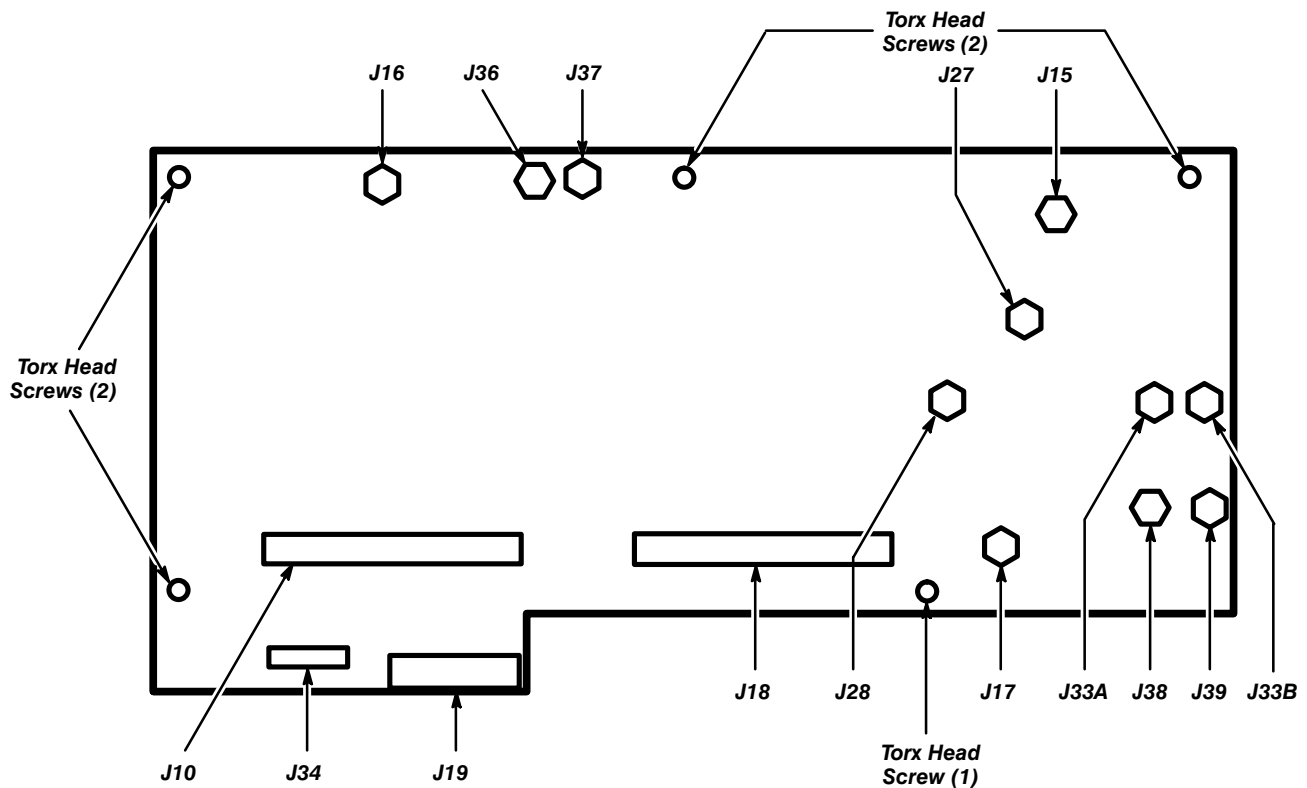 Torx Head
Screws (2)
J16
J36
J37
J27
J15
Torx Head
Screws (2)
J18
J28
J17
J33A
J38
J39
J33B
J10
J34
J19
Torx Head
Screw (1)